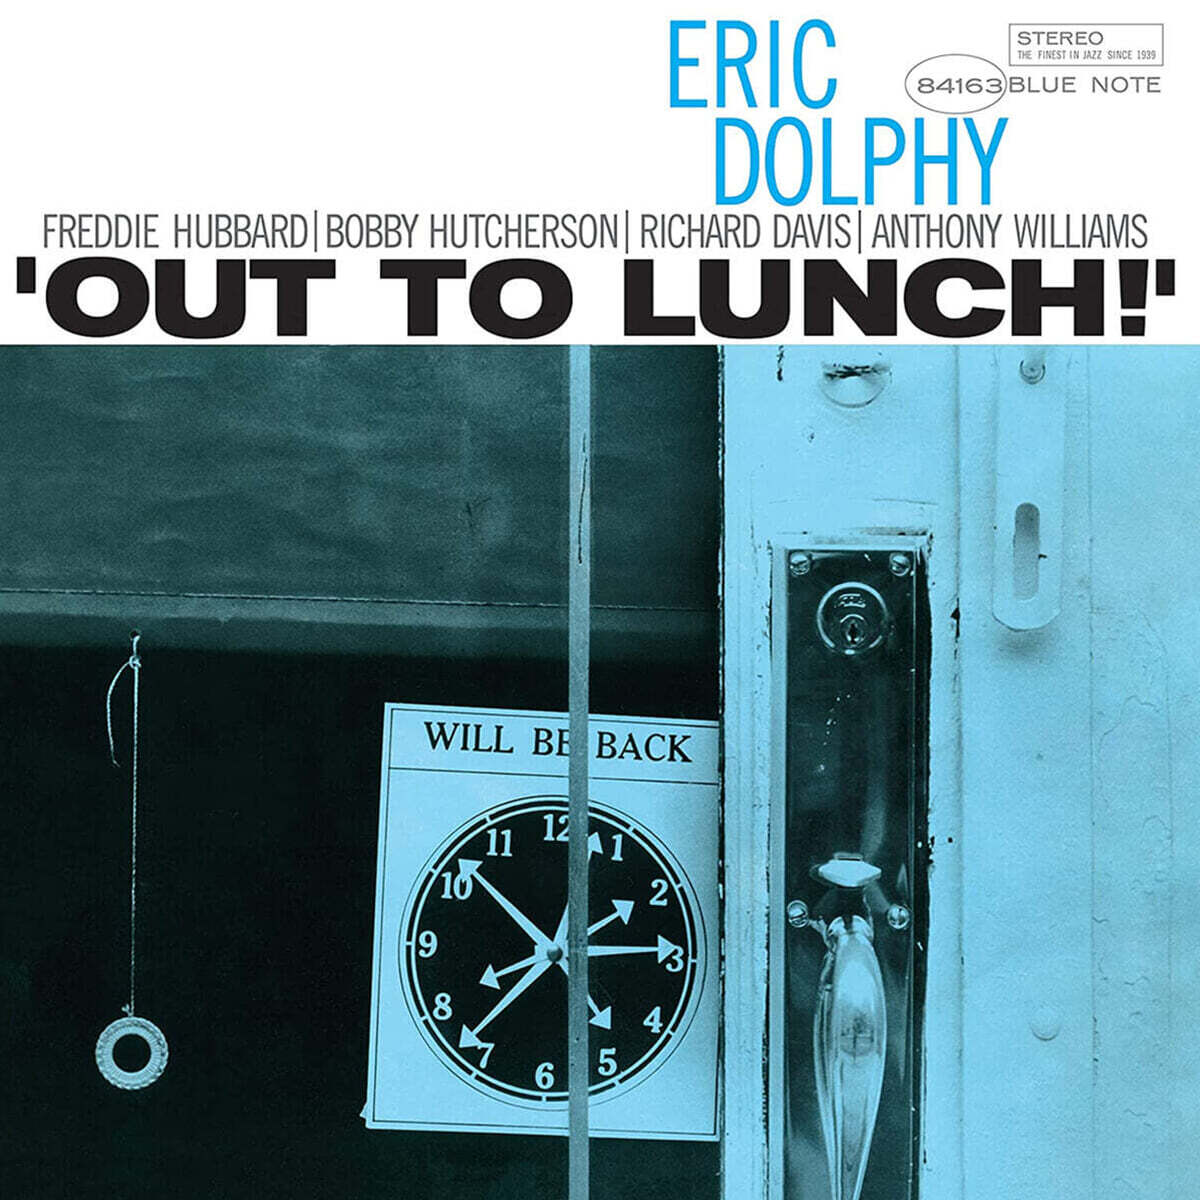 ERIC
DOLPHY
STEREO
THE FINEST IN JAZZ SINCE 1939
84163 BLUE NOTE
FREDDIE HUBBARD|BOBBY HUTCHERSON|RICHARD DAVIS|ANTHONY WILLIAMS
'OUT TO LUNCH!'
WILL BE BACK
12
1
2
3
4
5
6
7
8
9
10
11